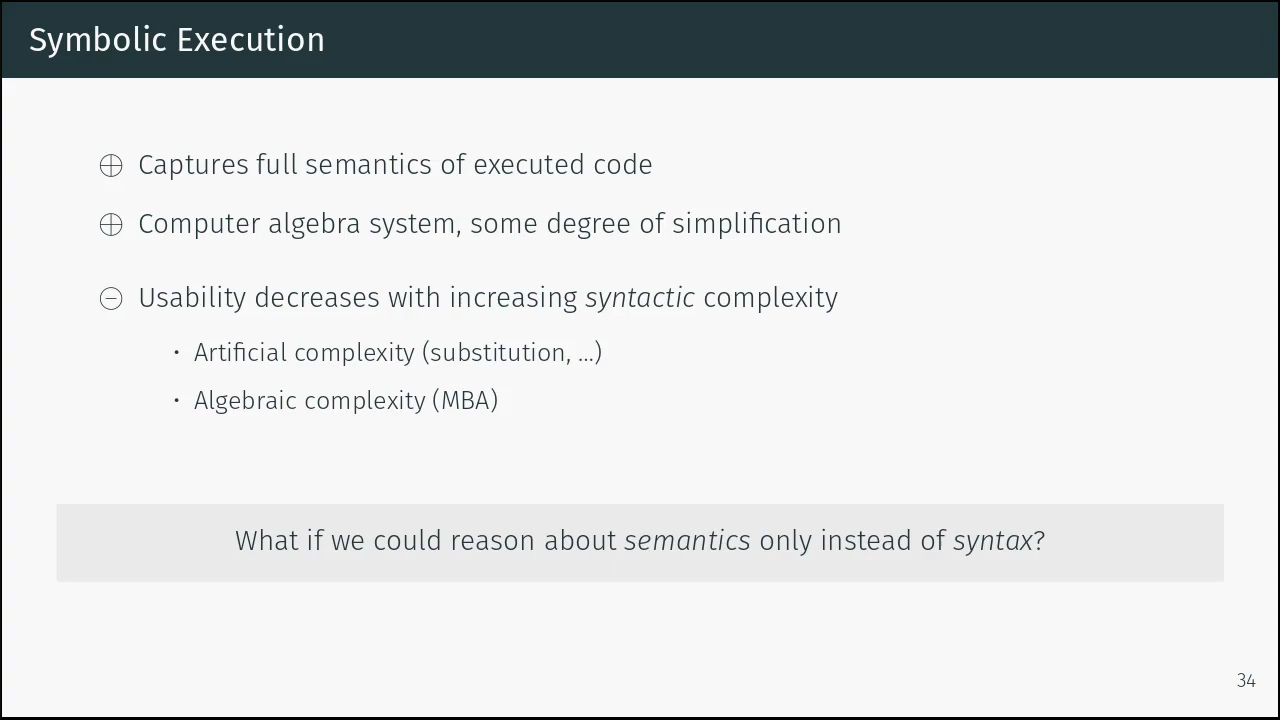 Symbolic Execution
⊕ Captures full semantics of executed code
⊕ Computer algebra system, some degree of simplification
⊖ Usability decreases with increasing syntactic complexity
• Artificial complexity (substitution, ...)
• Algebraic complexity (MBA)
What if we could reason about semantics only instead of syntax?
34